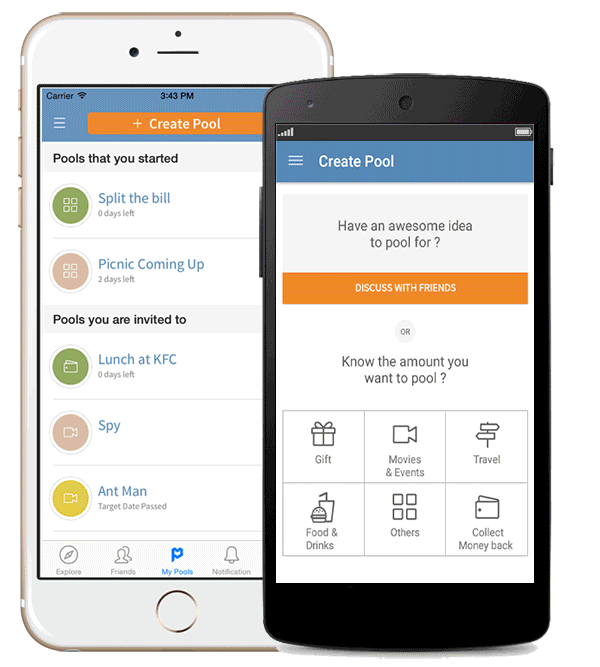 Carrier 3:43 PM
+ Create Pool
Pools that you started
Split the bill
0 days left
Picnic Coming Up
2 days left
Pools you are invited to
Lunch at KFC
0 days left
Spy
Ant Man
Target Date Passed
Explore Friends My Pools Notification
Create Pool
Have an awesome idea
to pool for ?
DISCUSS WITH FRIENDS
OR
Know the amount you
want to pool ?
Gift Movies
& Events Travel
Food &
Drinks Others Collect
Money back